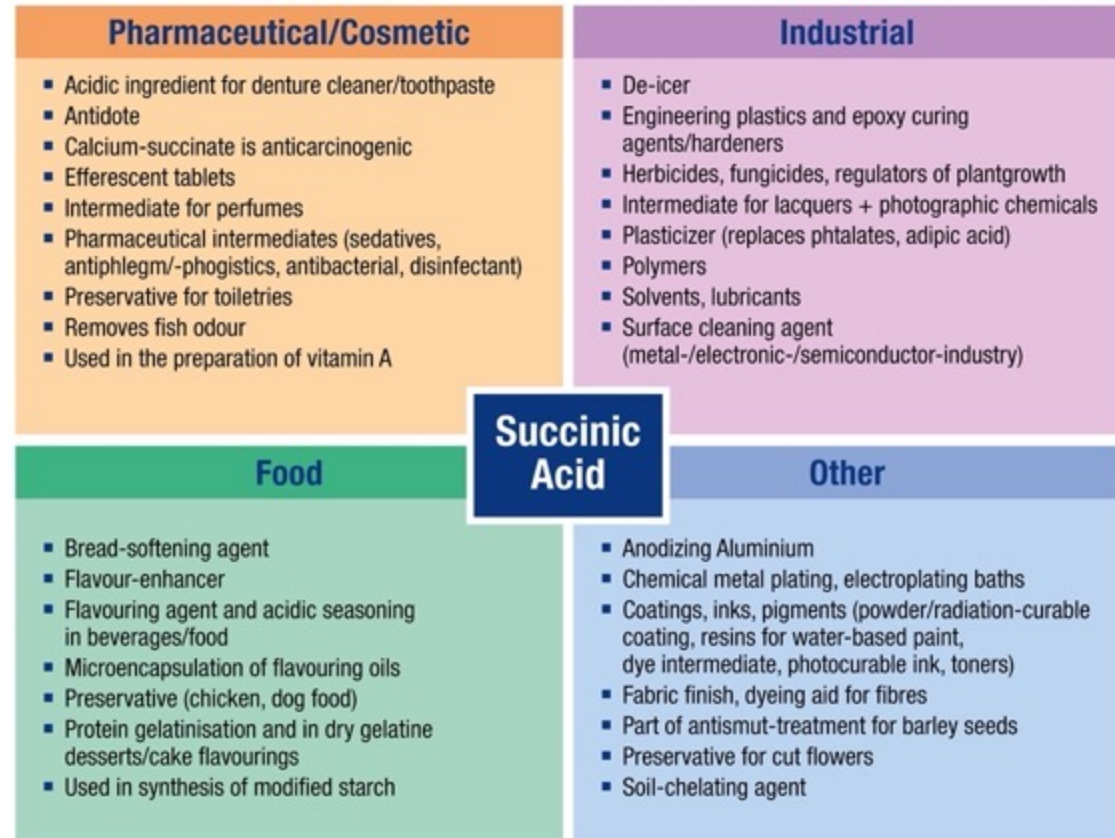 Pharmaceutical/Cosmetic
▪ Acidic ingredient for denture cleaner/toothpaste
▪ Antidote
▪ Calcium-succinate is anticarcinogenic
▪ Efferescent tablets
▪ Intermediate for perfumes
▪ Pharmaceutical intermediates (sedatives,
antiphlegm/-phogistics, antibacterial, disinfectant)
▪ Preservative for toiletries
▪ Removes fish odour
▪ Used in the preparation of vitamin A
Industrial
▪ De-icer
▪ Engineering plastics and epoxy curing
agents/hardeners
▪ Herbicides, fungicides, regulators of plantgrowth
▪ Intermediate for lacquers + photographic chemicals
▪ Plasticizer (replaces phtalates, adipic acid)
▪ Polymers
▪ Solvents, lubricants
▪ Surface cleaning agent
(metal-/electronic-/semiconductor-industry)
Succinic
Acid
Food
▪ Bread-softening agent
▪ Flavour-enhancer
▪ Flavouring agent and acidic seasoning
in beverages/food
▪ Microencapsulation of flavouring oils
▪ Preservative (chicken, dog food)
▪ Protein gelatinisation and in dry gelatine
desserts/cake flavourings
▪ Used in synthesis of modified starch
Other
▪ Anodizing Aluminium
▪ Chemical metal plating, electroplating baths
▪ Coatings, inks, pigments (powder/radiation-curable
coating, resins for water-based paint,
dye intermediate, photocurable ink, toners)
▪ Fabric finish, dyeing aid for fibres
▪ Part of antismut-treatment for barley seeds
▪ Preservative for cut flowers
▪ Soil-chelating agent